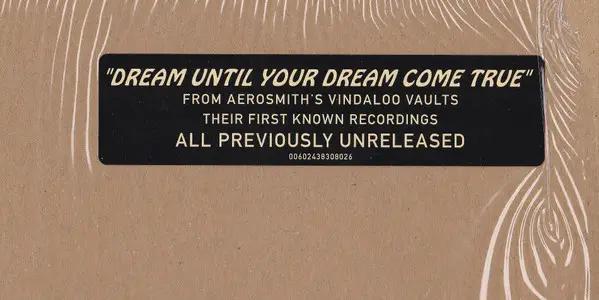 "DREAM UNTIL YOUR DREAM COME TRUE"
FROM AEROSMITH'S VINDALOO VAULTS
THEIR FIRST KNOWN RECORDINGS
ALL PREVIOUSLY UNRELEASED
00602438308026